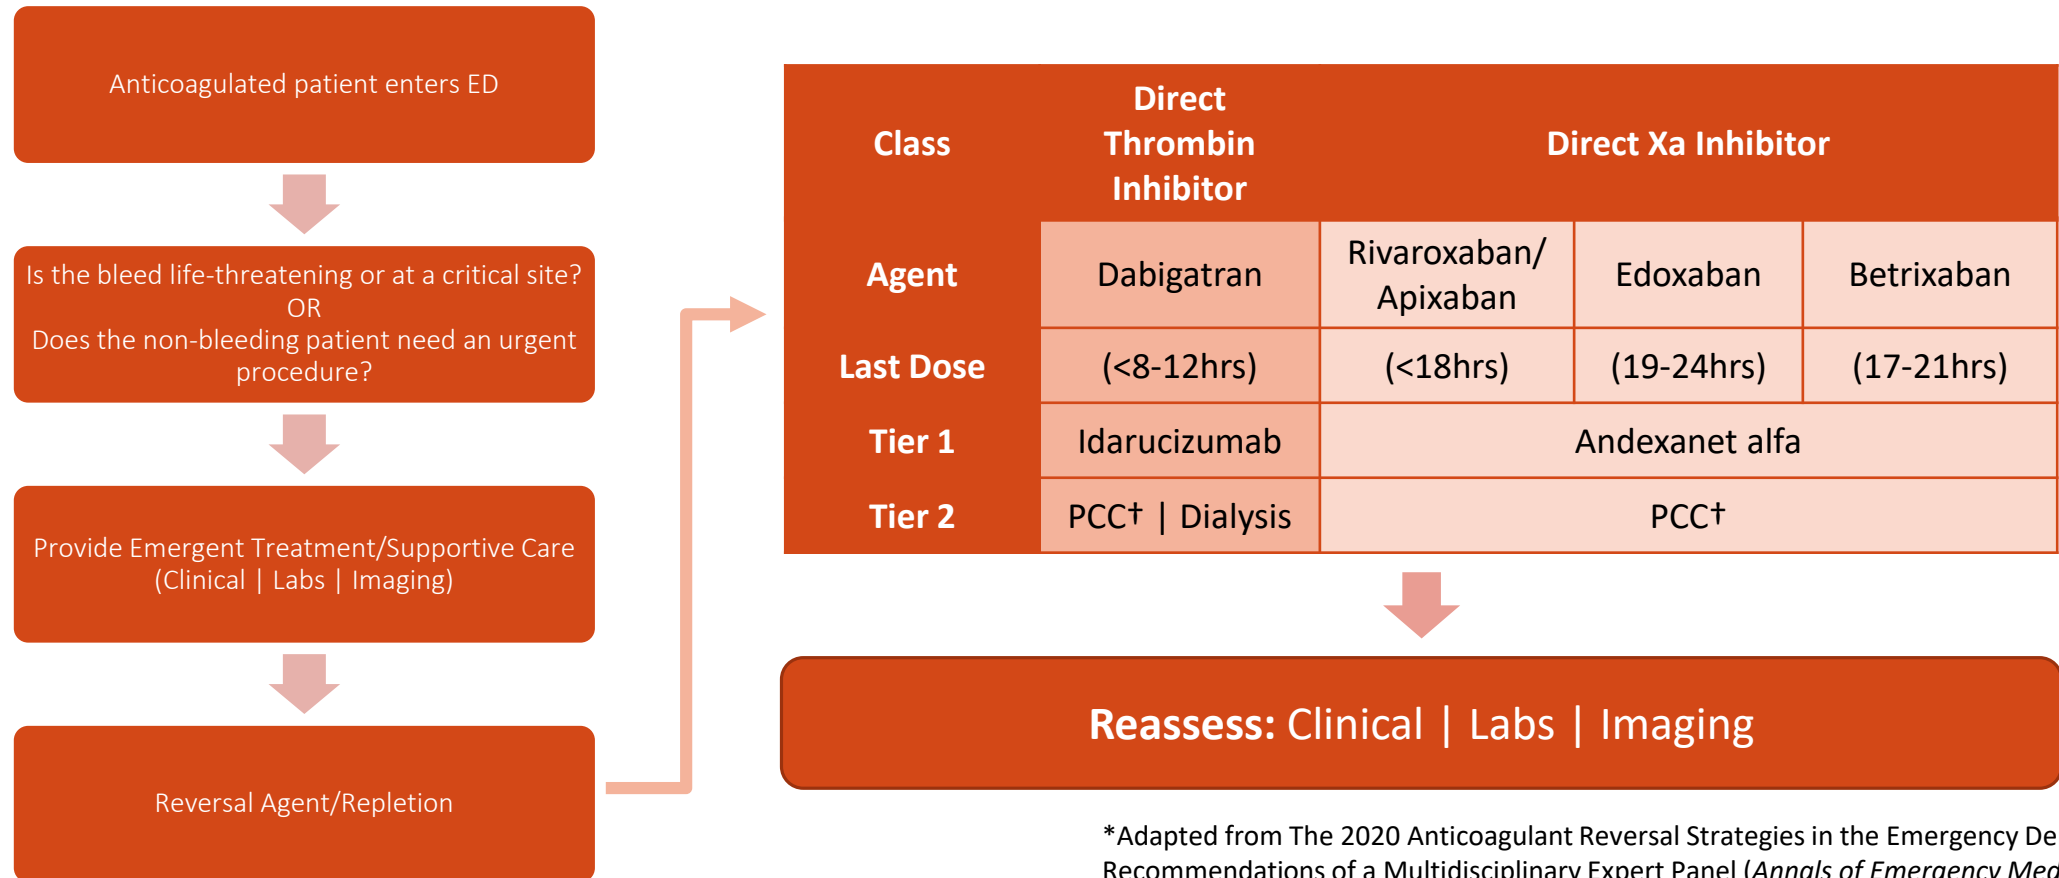 Anticoagulated patient enters ED
Is the bleed life-threatening or at a critical site?
OR
Does the non-bleeding patient need an urgent
procedure?
Provide Emergent Treatment/Supportive Care
(Clinical | Labs | Imaging)
Reversal Agent/Repletion
Class
Direct
Thrombin
Inhibitor
Direct Xa Inhibitor
Agent
Dabigatran
Rivaroxaban/
Apixaban
Edoxaban
Betrixaban
Last Dose
(<8-12hrs)
(<18hrs)
(19-24hrs)
(17-21hrs)
Tier 1
Idarucizumab
Andexanet alfa
Tier 2
PCC† | Dialysis
PCC†
Reassess: Clinical | Labs | Imaging
*Adapted from The 2020 Anticoagulant Reversal Strategies in the Emergency De
Recommendations of a Multidisciplinary Expert Panel (Annals of Emergency Med